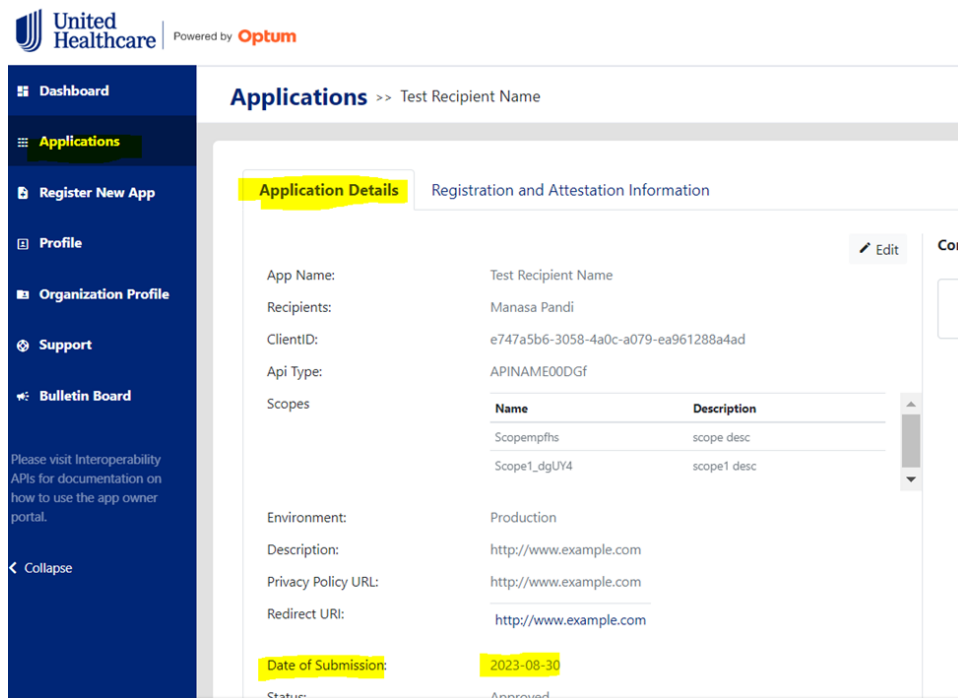 United
Healthcare
Powered by Optum
Dashboard
Applications
Register New App
Profile
Organization Profile
Support
Bulletin Board
Please visit Interoperability
APIs for documentation on
how to use the app owner
portal.
Collapse
Applications >> Test Recipient Name
Application Details Registration and Attestation Information
Edit
App Name: Test Recipient Name
Recipients: Manasa Pandi
ClientID: e747a5b6-3058-4a0c-a079-ea961288a4ad
Api Type: APINAME00DGf
Scopes
Name Description
Scopempfhs scope desc
Scope1_dgUY4 scope1 desc
Environment: Production
Description: http://www.example.com
Privacy Policy URL: http://www.example.com
Redirect URI: http://www.example.com
Date of Submission: 2023-08-30
Status: Approved